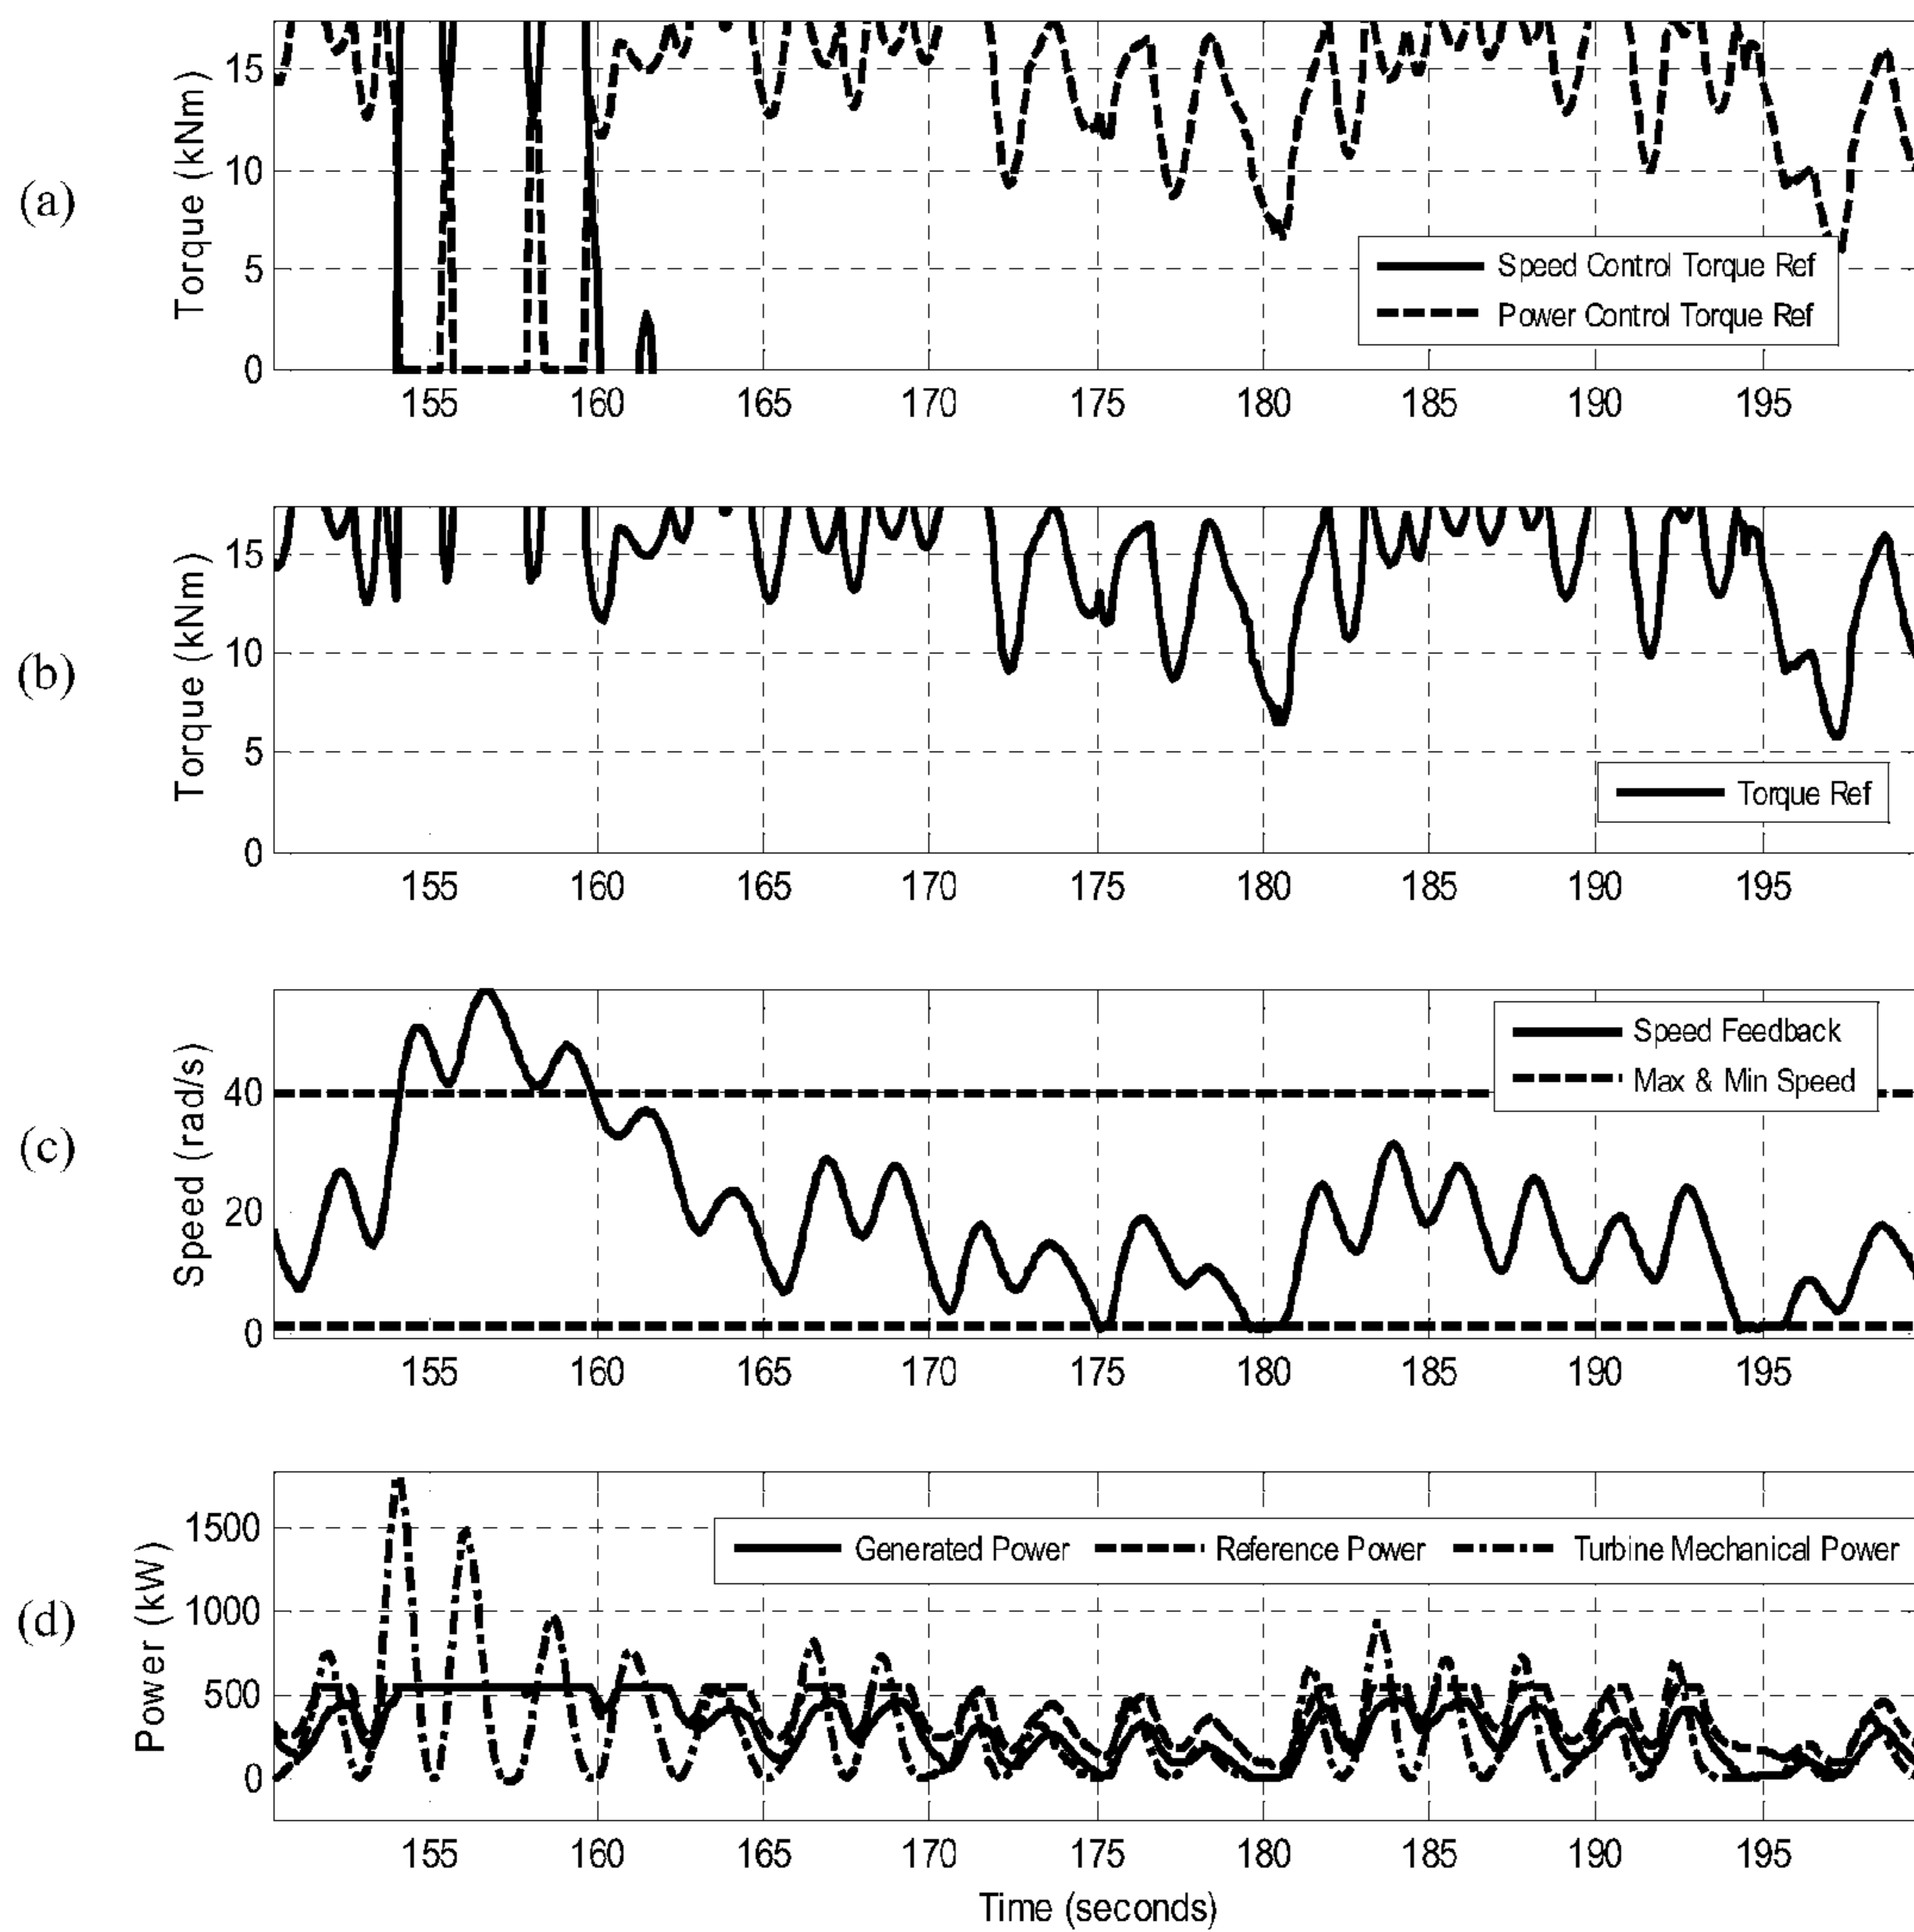 (a)
Torque (kNm)
15
10
5
0
Speed Control Torque Ref
Power Control Torque Ref
155 160 165 170 175 180 185 190 195
(b)
Torque (kNm)
15
10
5
0
Torque Ref
155 160 165 170 175 180 185 190 195
(c)
Speed (rad/s)
40
20
0
Speed Feedback
Max & Min Speed
155 160 165 170 175 180 185 190 195
(d)
Power (kW)
1500
1000
500
0
Generated Power Reference Power Turbine Mechanical Power
155 160 165 170 175 180 185 190 195
Time (seconds)